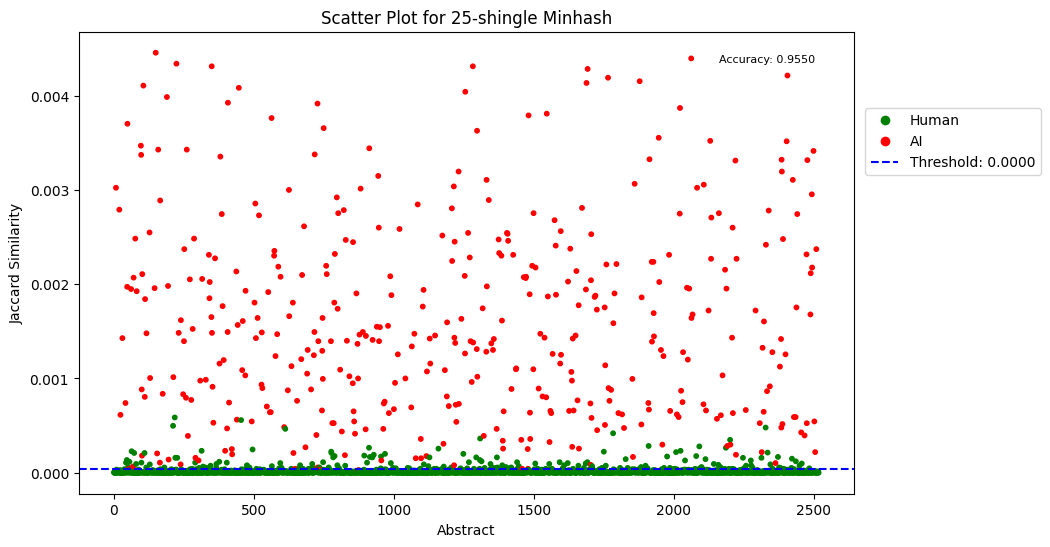 Scatter Plot for 25-shingle Minhash
Accuracy: 0.9550
Human
AI
Threshold: 0.0000
Jaccard Similarity
0.004
0.003
0.002
0.001
0.000
0
500
1000
1500
2000
2500
Abstract